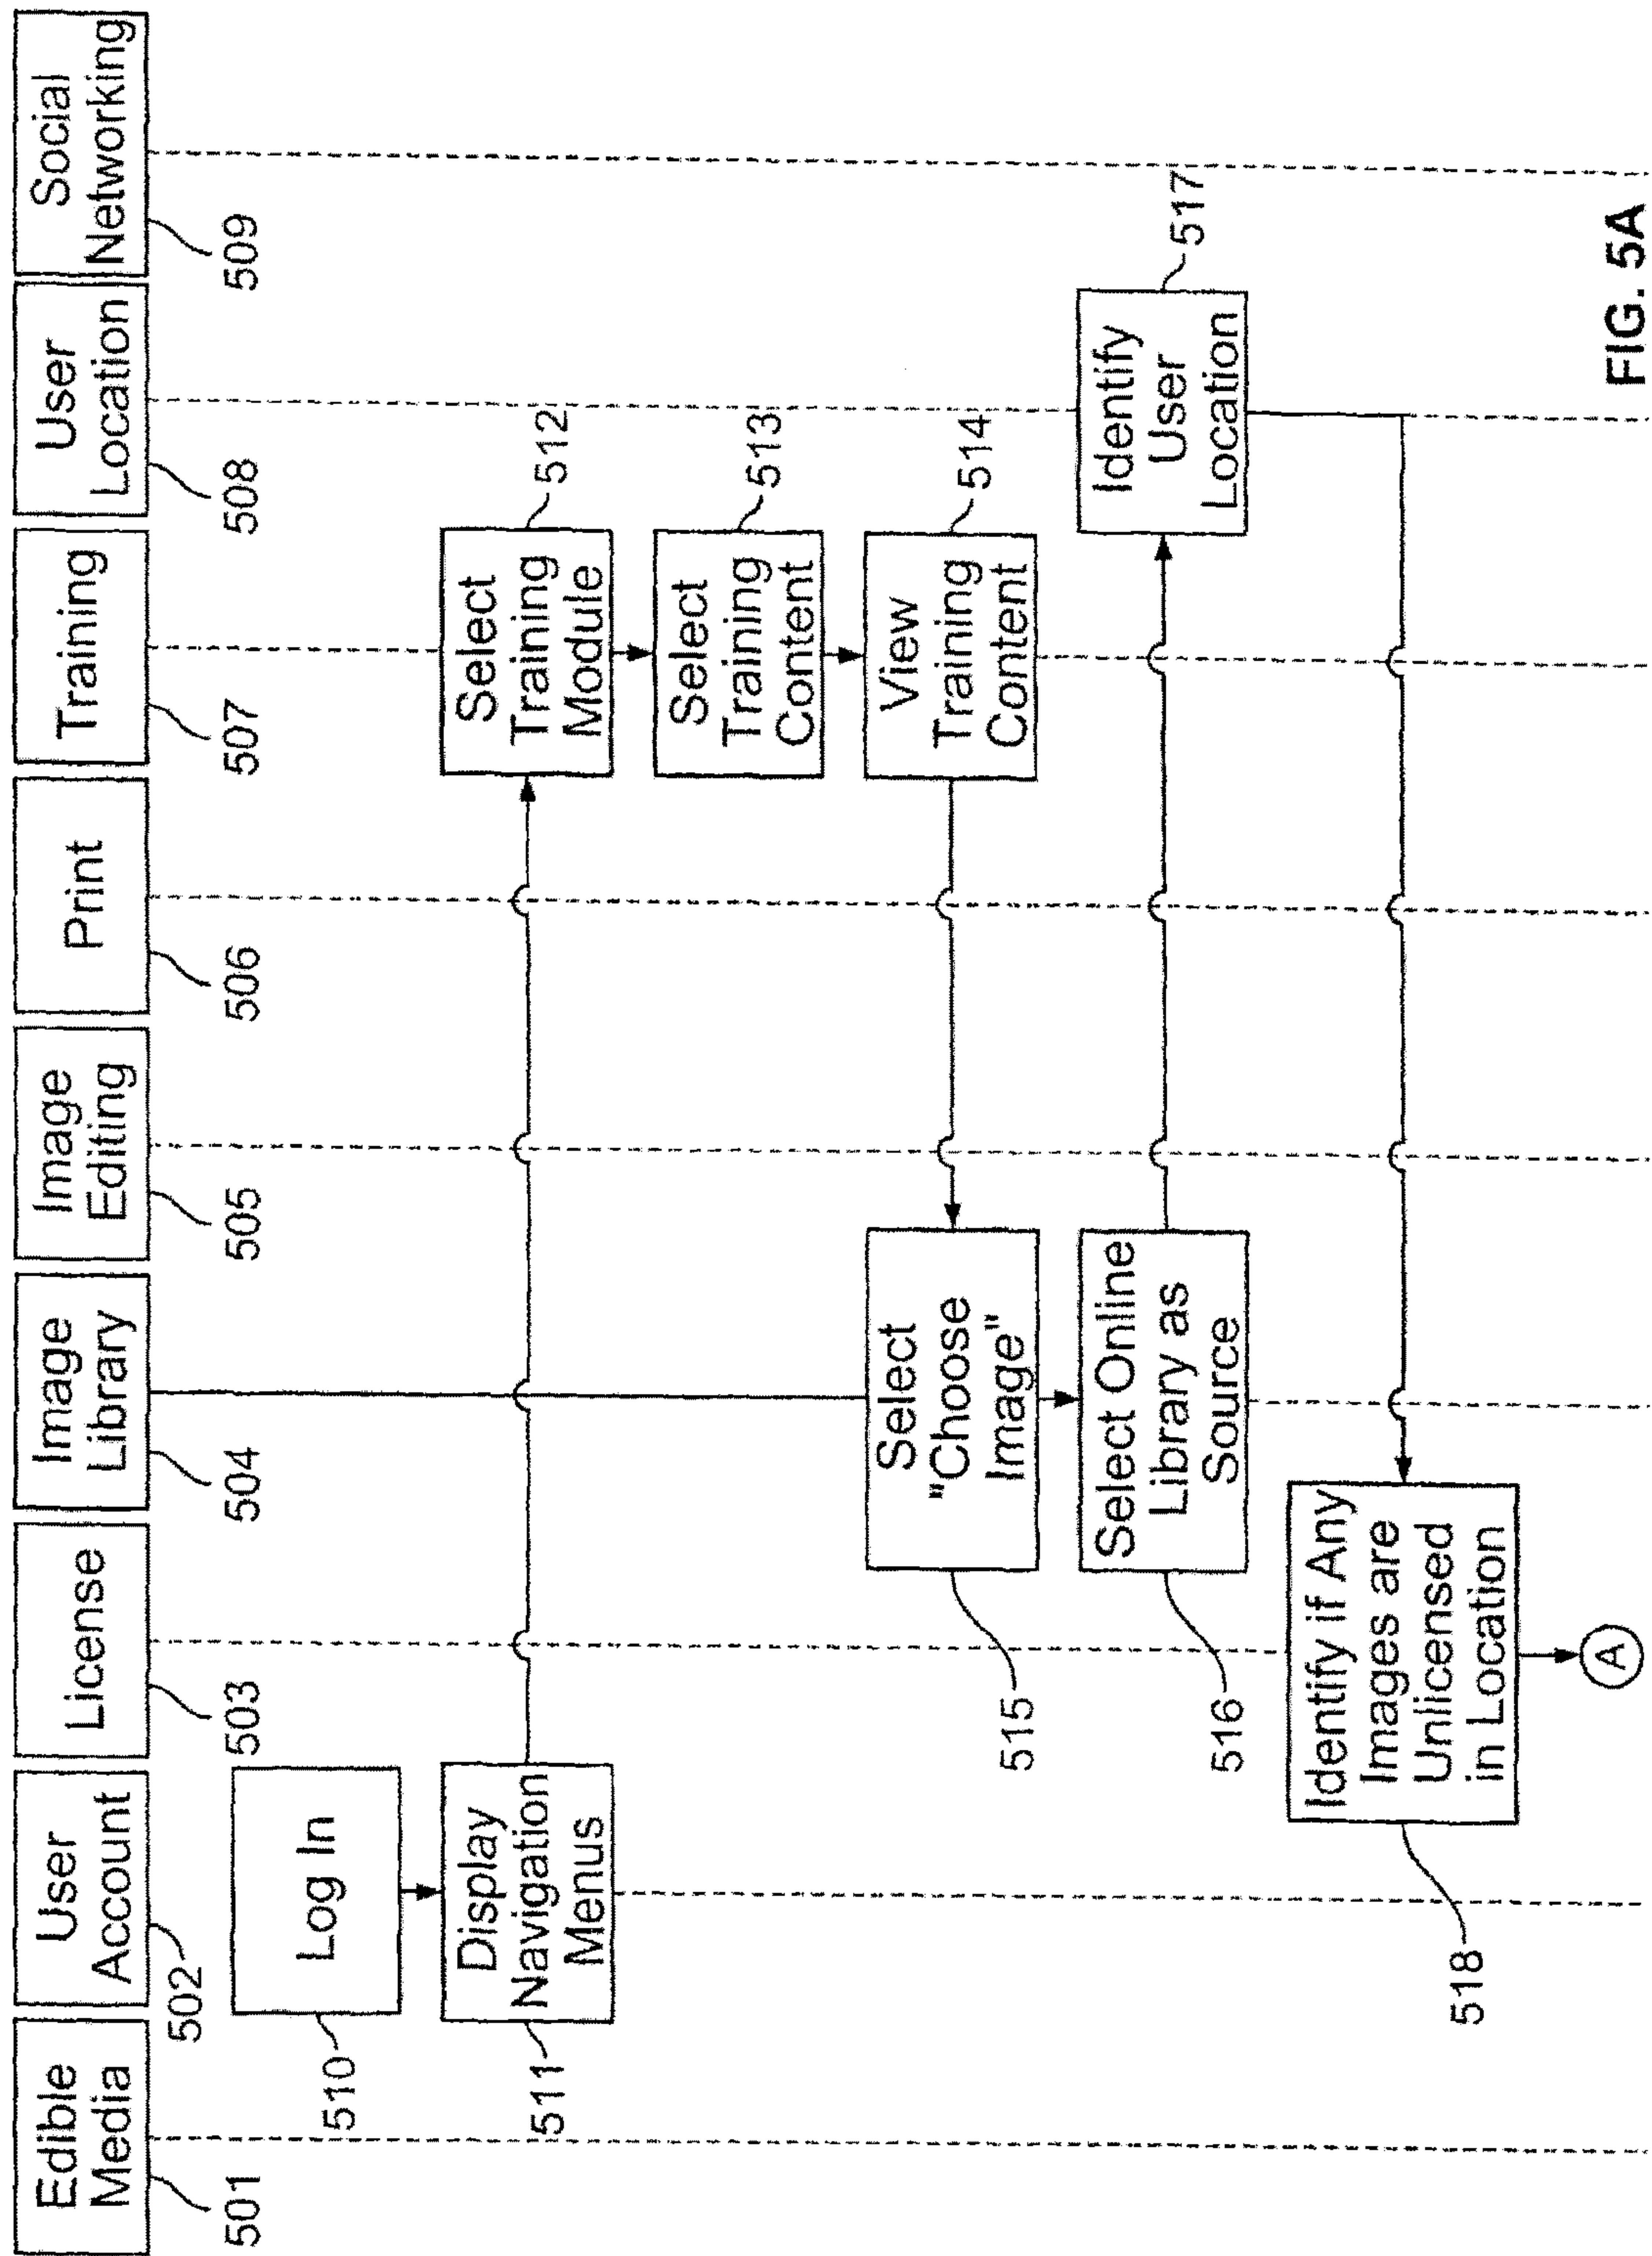 Edible
Media
501
User
Account
502
License
503
Image
Library
504
Image
Editing
505
Print
506
Training
507
User
Location
508
Social
Networking
509
Log In
510
Display
Navigation
Menus
511
Select
Training
Module
512
Select
Training
Content
513
View
Training
Content
514
Select
"Choose
Image"
515
Select Online
Library as
Source
516
Identify
User
Location
517
Identify if Any
Images are
Unlicensed
in Location
518
A
FIG. 5A